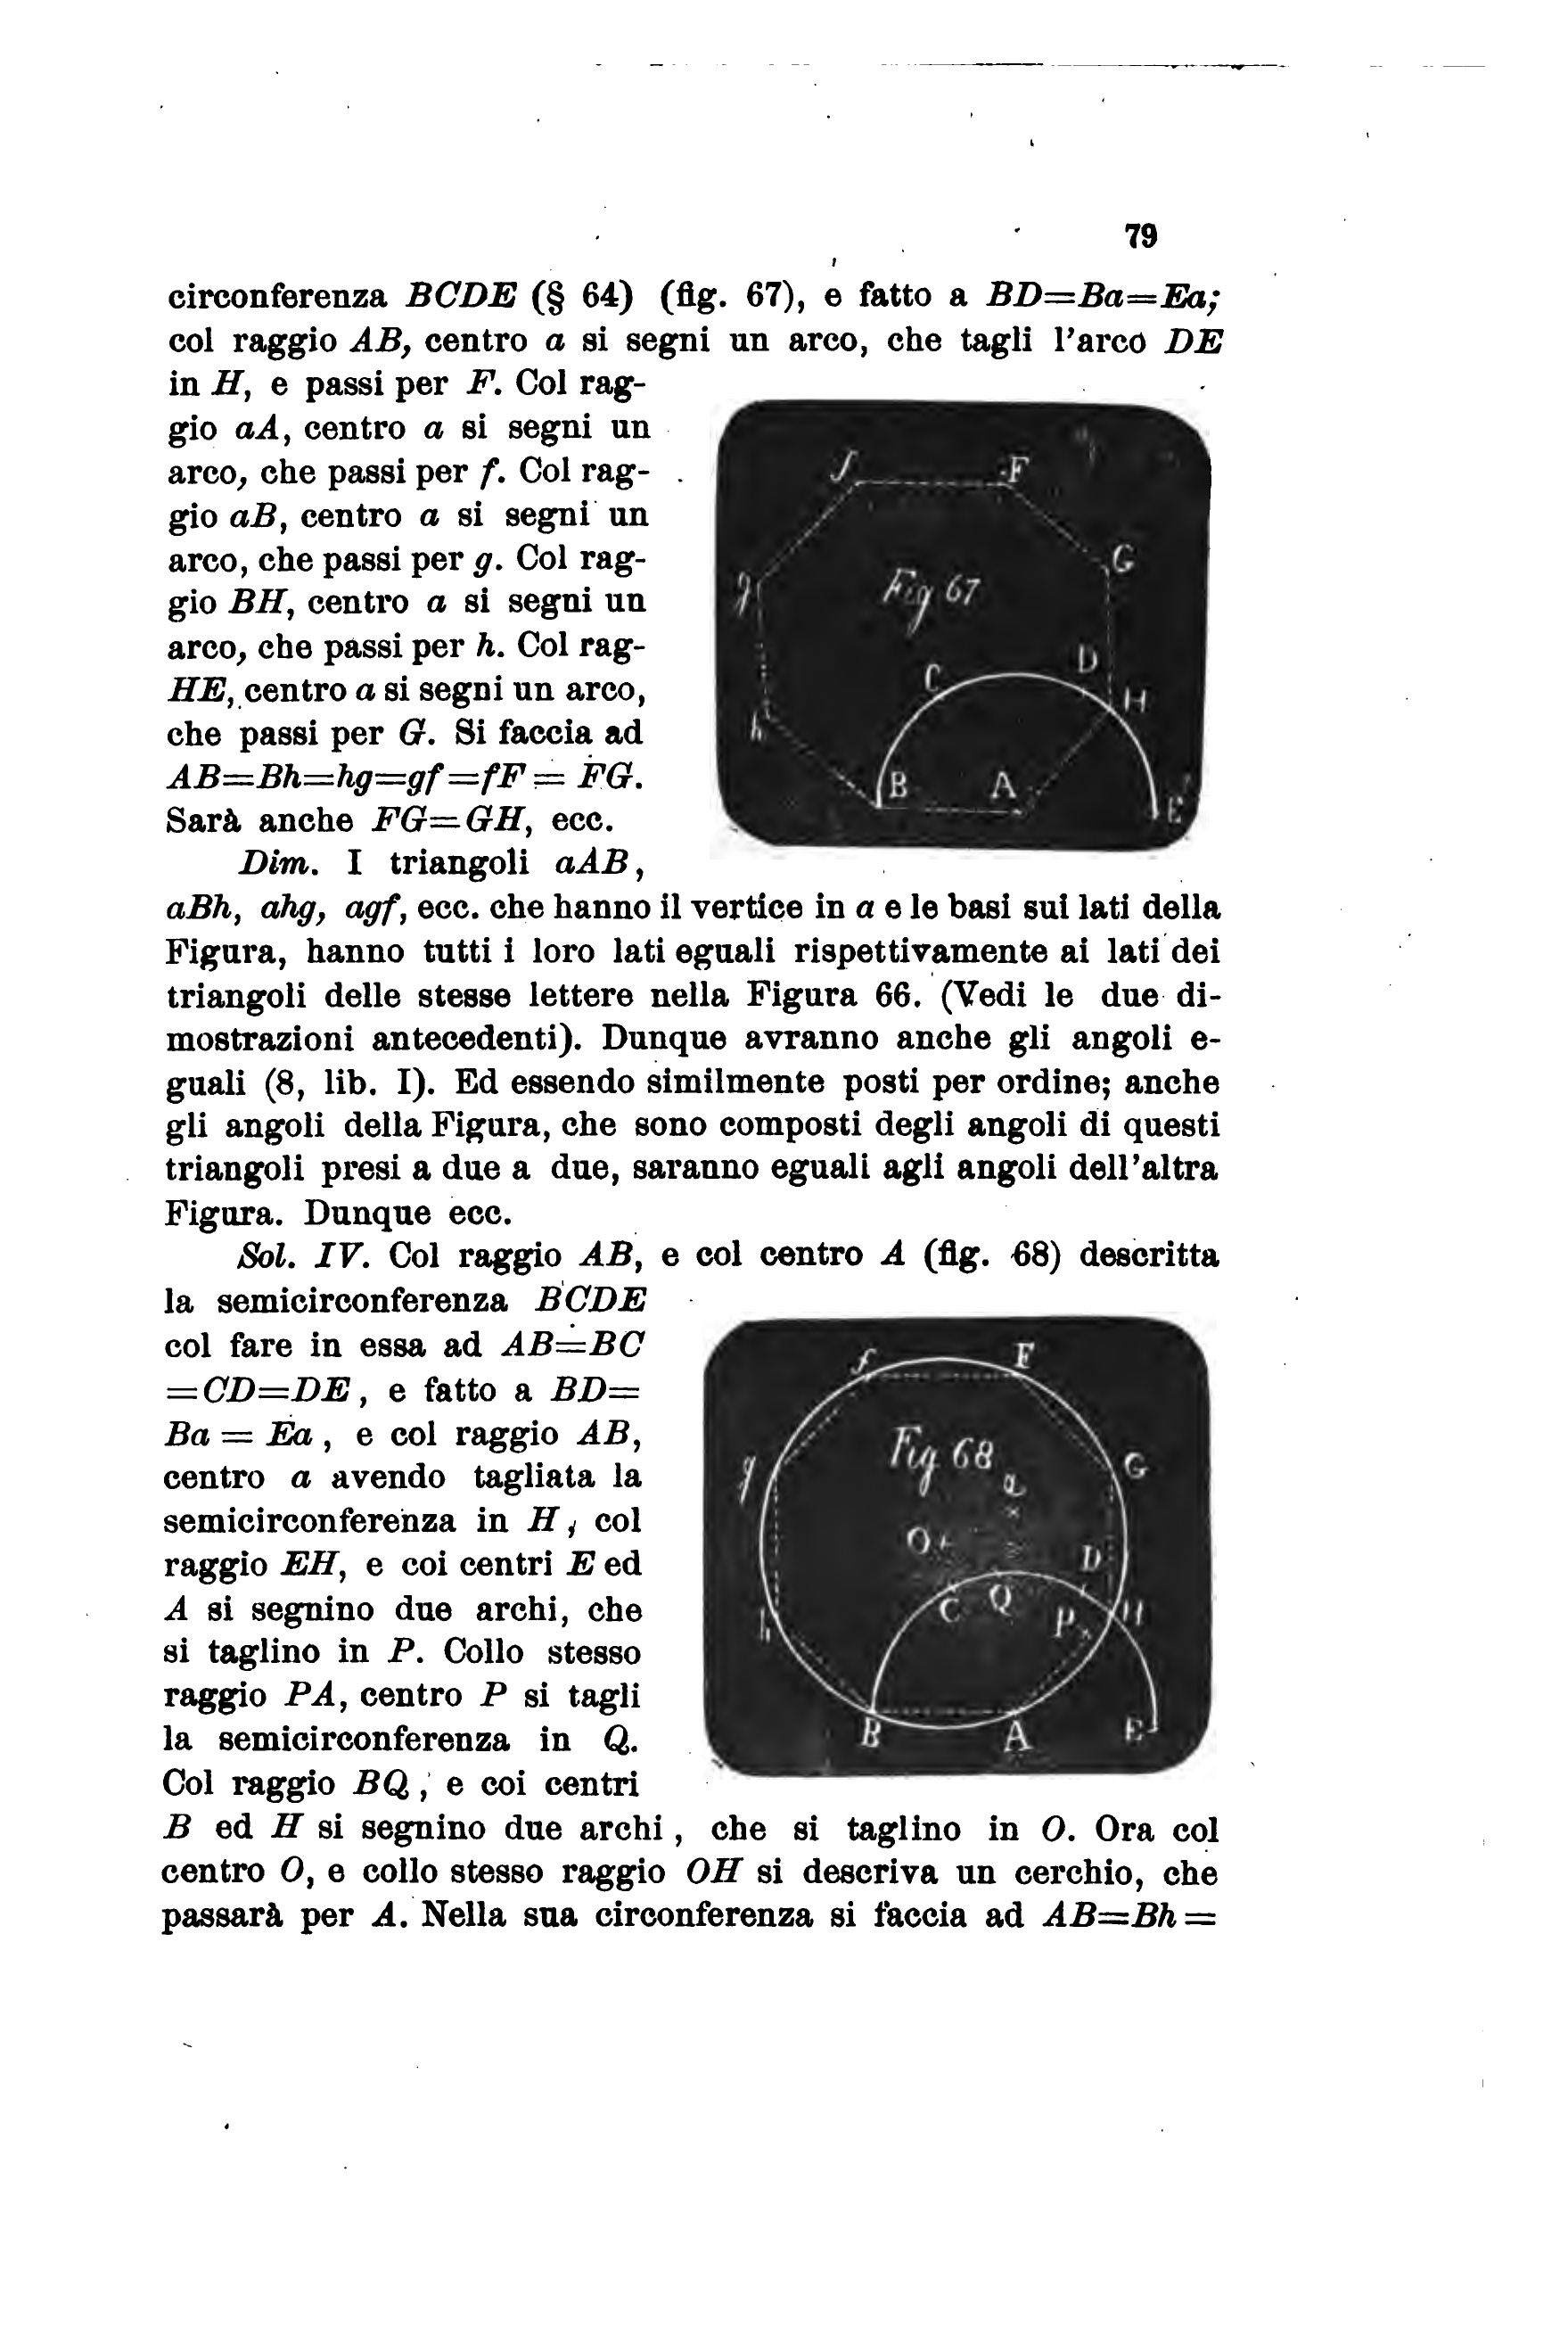 79
circonferenza BCDE (§ 64) (fig. 67), e fatto a BD=Ba=Ea;
col raggio AB, centro a si segni un arco, che tagli l'arco DE
in H, e passi per F. Col rag-
gio aA, centro a si segni un
arco, che passi per f. Col rag-
gio aB, centro a si segni un
arco, che passi per g. Col rag-
gio BH, centro a si segni un
arco, che passi per h. Col rag-
HE, centro a si segni un arco,
che passi per G. Si faccia ad
AB=Bh=hg=gf=fF=FG.
Sarà anche FG=GH, ecc.
f F
g G
Fig 67
C D
h H
B A E
Dim. I triangoli aAB,
aBh, ahg, agf, ecc. che hanno il vertice in a e le basi sui lati della
Figura, hanno tutti i loro lati eguali rispettivamente ai lati dei
triangoli delle stesse lettere nella Figura 66. (Vedi le due di-
mostrazioni antecedenti). Dunque avranno anche gli angoli e-
guali (8, lib. I). Ed essendo similmente posti per ordine; anche
gli angoli della Figura, che sono composti degli angoli di questi
triangoli presi a due a due, saranno eguali agli angoli dell'altra
Figura. Dunque ecc.
Sol. IV. Col raggio AB, e col centro A (fig. 68) descritta
la semicirconferenza BCDE
col fare in essa ad AB=BC
=CD=DE, e fatto a BD=
Ba = Ea, e col raggio AB,
centro a avendo tagliata la
semicirconferenza in H, col
raggio EH, e coi centri E ed
A si segnino due archi, che
si taglino in P. Collo stesso
raggio PA, centro P si tagli
la semicirconferenza in Q.
Col raggio BQ, e coi centri
f F
Fig 68
g a G
O D
C Q
h P H
B A E
B ed H si segnino due archi, che si taglino in O. Ora col
centro O, e collo stesso raggio OH si descriva un cerchio, che
passarà per A. Nella sua circonferenza si faccia ad AB=Bh=